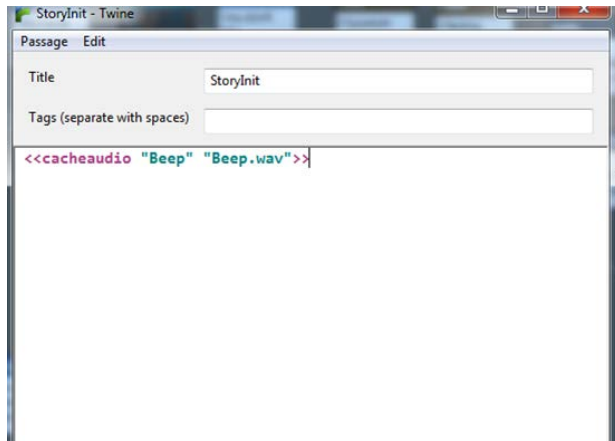 StoryInit - Twine
Passage Edit
Title StoryInit
Tags (separate with spaces)
<<cacheaudio "Beep" "Beep.wav">>